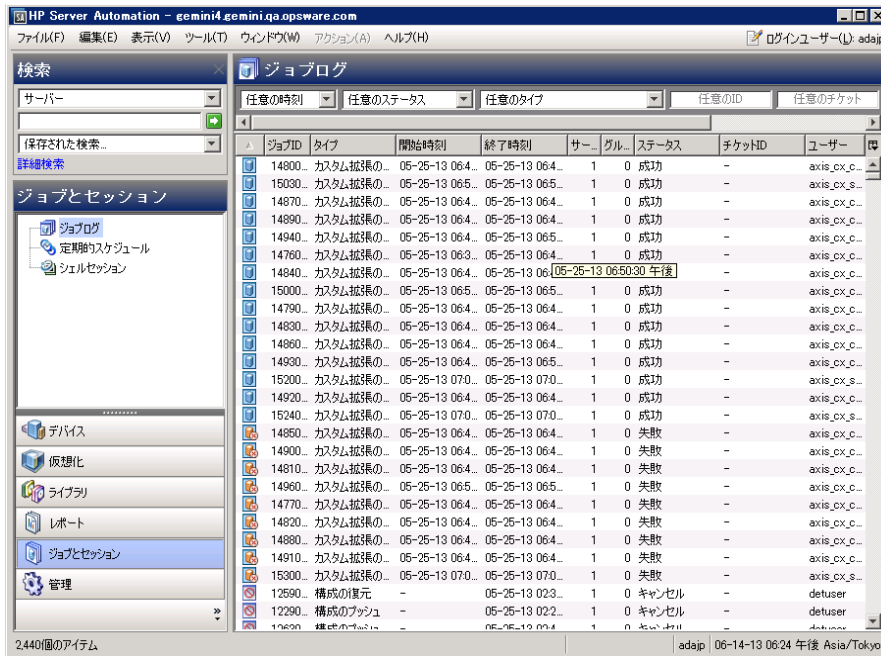 HP Server Automation - gemini4.gemini.qa.opsware.com
ファイル(F) 編集(E) 表示(V) ツール(T) ウィンドウ(W) アクション(A) ヘルプ(H) ログインユーザー(L): adajp
検索
サーバー
保存された検索...
詳細検索
ジョブとセッション
ジョブログ
定期的スケジュール
シェルセッション
デバイス
仮想化
ライブラリ
レポート
ジョブとセッション
管理
ジョブログ
任意の時刻 任意のステータス 任意のタイプ 任意のID 任意のチケット
ジョブID タイプ 開始時刻 終了時刻 サー... グル... ステータス チケットID ユーザー
14800... カスタム拡張の... 05-25-13 06:4... 05-25-13 06:4... 1 0 成功 - axis_cx_c...
15030... カスタム拡張の... 05-25-13 06:5... 05-25-13 06:5... 1 0 成功 - axis_cx_s...
14870... カスタム拡張の... 05-25-13 06:4... 05-25-13 06:4... 1 0 成功 - axis_cx_c...
14890... カスタム拡張の... 05-25-13 06:4... 05-25-13 06:4... 1 0 成功 - axis_cx_c...
14940... カスタム拡張の... 05-25-13 06:4... 05-25-13 06:5... 1 0 成功 - axis_cx_c...
14760... カスタム拡張の... 05-25-13 06:3... 05-25-13 06:4... 1 0 成功 - axis_cx_c...
14840... カスタム拡張の... 05-25-13 06:4... 05-25-13 06: 05-25-13 06:50:30 午後 - axis_cx_c...
15000... カスタム拡張の... 05-25-13 06:5... 05-25-13 06:5... 1 0 成功 - axis_cx_c...
14790... カスタム拡張の... 05-25-13 06:4... 05-25-13 06:4... 1 0 成功 - axis_cx_c...
14830... カスタム拡張の... 05-25-13 06:4... 05-25-13 06:4... 1 0 成功 - axis_cx_c...
14860... カスタム拡張の... 05-25-13 06:4... 05-25-13 06:4... 1 0 成功 - axis_cx_c...
14930... カスタム拡張の... 05-25-13 06:4... 05-25-13 06:5... 1 0 成功 - axis_cx_c...
15200... カスタム拡張の... 05-25-13 07:0... 05-25-13 07:0... 1 0 成功 - axis_cx_s...
14920... カスタム拡張の... 05-25-13 06:4... 05-25-13 06:4... 1 0 成功 - axis_cx_c...
15240... カスタム拡張の... 05-25-13 07:0... 05-25-13 07:0... 1 0 成功 - axis_cx_s...
14850... カスタム拡張の... 05-25-13 06:4... 05-25-13 06:4... 1 0 失敗 - axis_cx_c...
14900... カスタム拡張の... 05-25-13 06:4... 05-25-13 06:4... 1 0 失敗 - axis_cx_c...
14810... カスタム拡張の... 05-25-13 06:4... 05-25-13 06:4... 1 0 失敗 - axis_cx_c...
14960... カスタム拡張の... 05-25-13 06:5... 05-25-13 06:5... 1 0 失敗 - axis_cx_c...
14770... カスタム拡張の... 05-25-13 06:4... 05-25-13 06:4... 1 0 失敗 - axis_cx_c...
14820... カスタム拡張の... 05-25-13 06:4... 05-25-13 06:4... 1 0 失敗 - axis_cx_c...
14880... カスタム拡張の... 05-25-13 06:4... 05-25-13 06:4... 1 0 失敗 - axis_cx_c...
14910... カスタム拡張の... 05-25-13 06:4... 05-25-13 06:4... 1 0 失敗 - axis_cx_c...
15300... カスタム拡張の... 05-25-13 07:0... 05-25-13 07:0... 1 0 失敗 - axis_cx_s...
12590... 構成の復元 - 05-25-13 02:3... 1 0 キャンセル - detuser
12290... 構成のプッシュ - 05-25-13 02:2... 1 0 キャンセル - detuser
2,440個のアイテム adajp 06-14-13 06:24 午後 Asia/Tokyo